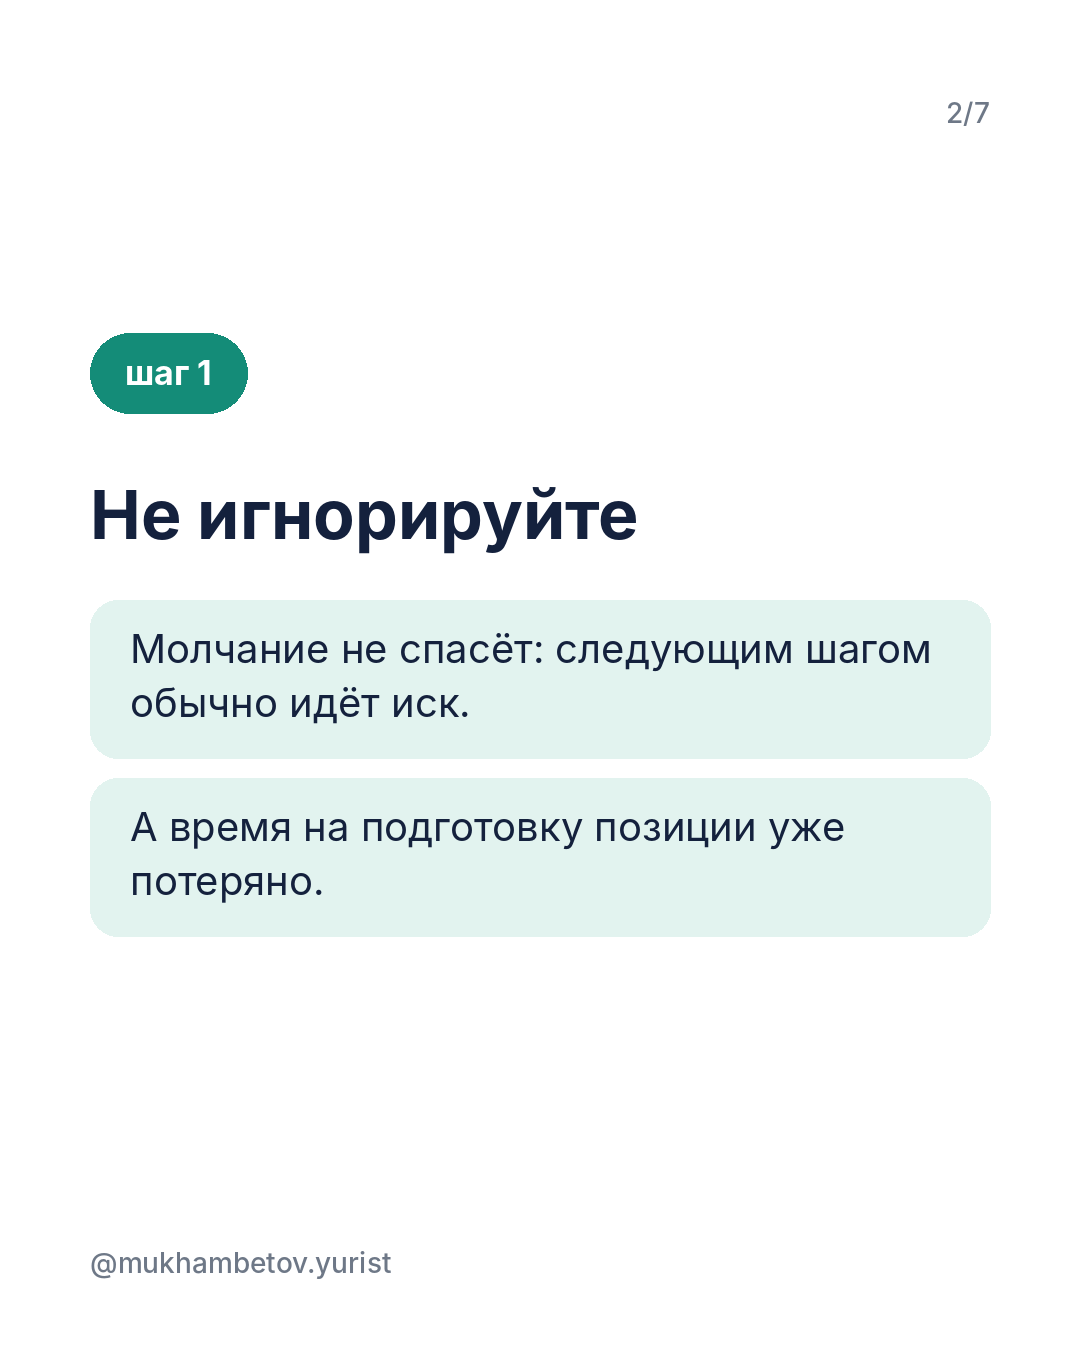 2/7
шаг 1
Не игнорируйте
Молчание не спасёт: следующим шагом
обычно идёт иск.
А время на подготовку позиции уже
потеряно.
@mukhambetov.yurist